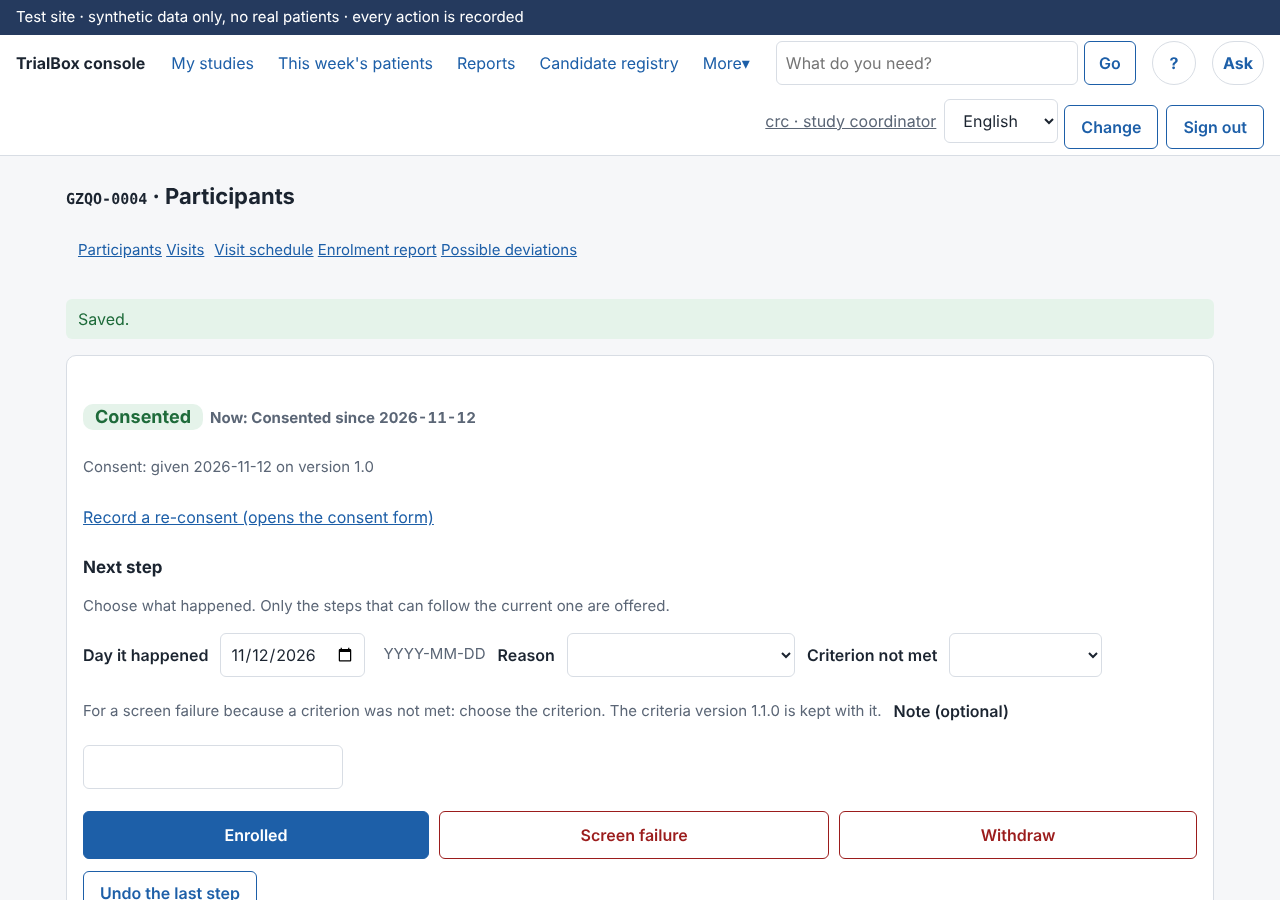 Test site · synthetic data only, no real patients · every action is recorded
TrialBox console My studies This week's patients Reports Candidate registry More▾ What do you need? Go ? Ask
crc · study coordinator English Change Sign out
GZQO-0004 · Participants
Participants Visits Visit schedule Enrolment report Possible deviations
Saved.
Consented Now: Consented since 2026-11-12
Consent: given 2026-11-12 on version 1.0
Record a re-consent (opens the consent form)
Next step
Choose what happened. Only the steps that can follow the current one are offered.
Day it happened 11/12/2026 YYYY-MM-DD Reason Criterion not met
For a screen failure because a criterion was not met: choose the criterion. The criteria version 1.1.0 is kept with it. Note (optional)
Enrolled Screen failure Withdraw
Undo the last step